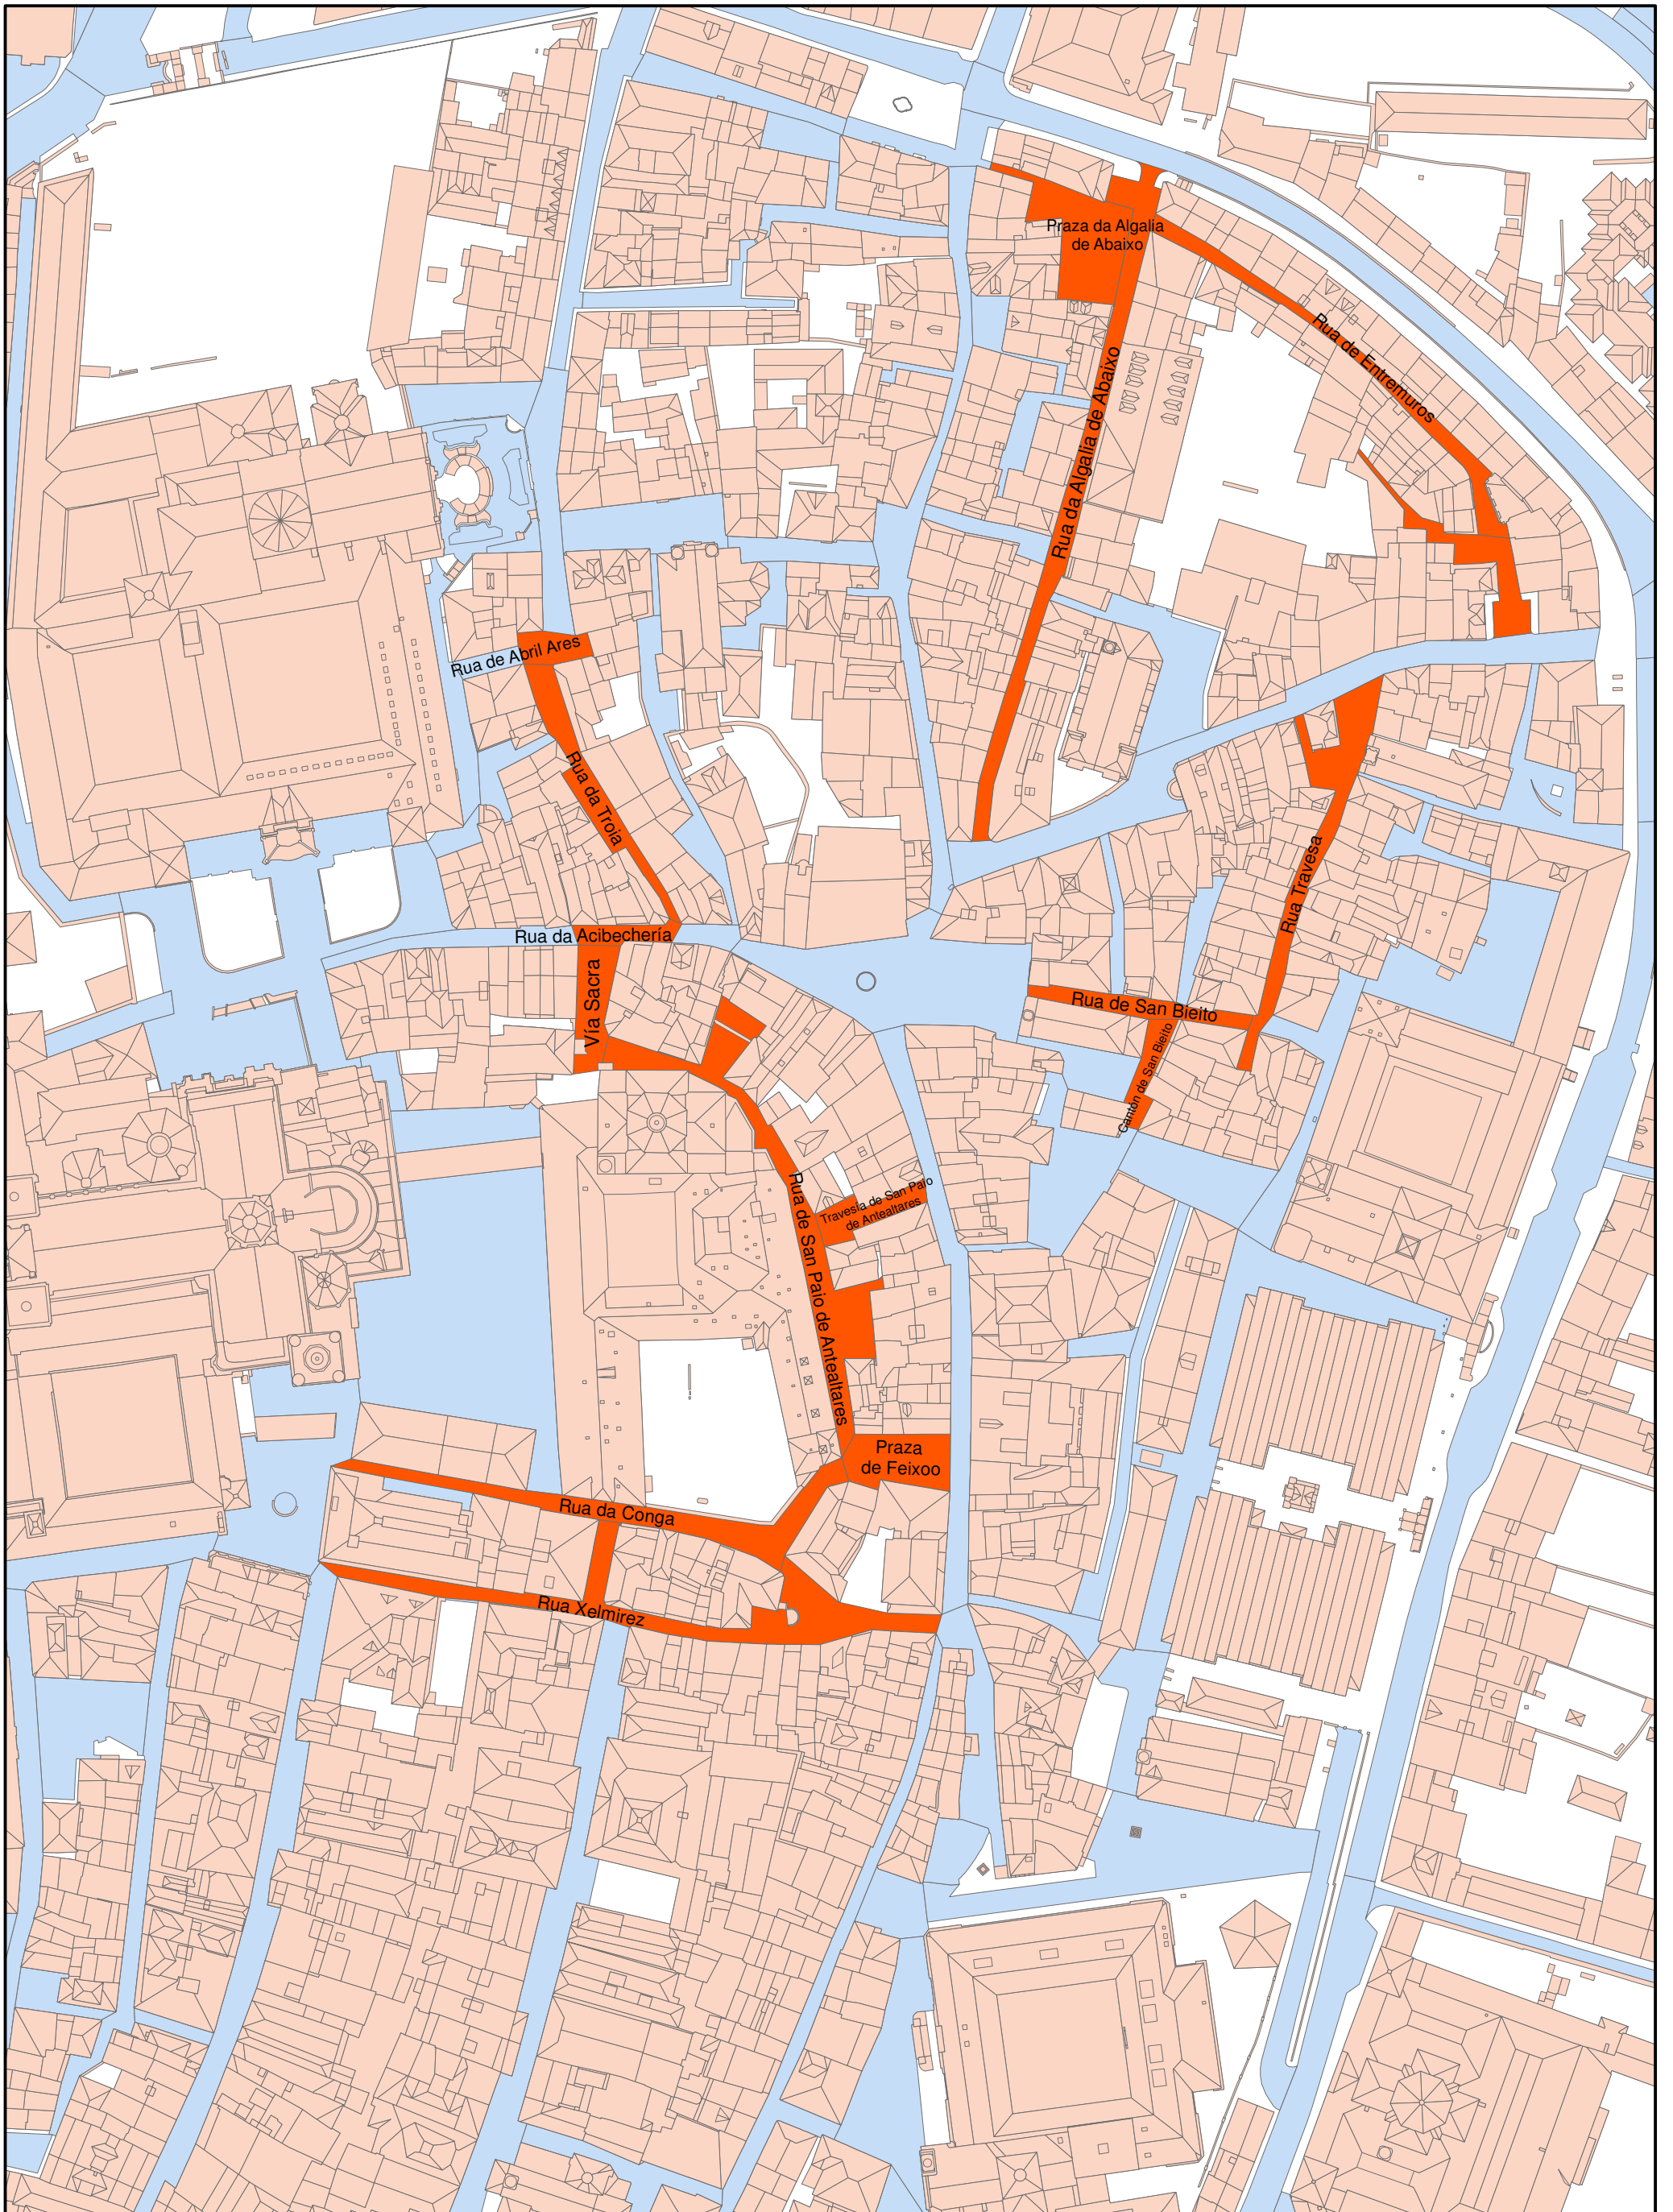 Praza da Algalia
de Abaixo
Rua de Entremuros
Rua da Algalia de Abaixo
Rua de Abril Ares
Rua da Troia
Rua Travesa
Rua da Acibechería
Vía Sacra
Rua de San Bieito
Cantón de San Bieito
Rua de San Paio de Antealtares
Travesía de San Paio
de Antealtares
Praza
de Feixoo
Rua da Conga
Rua Xelmirez